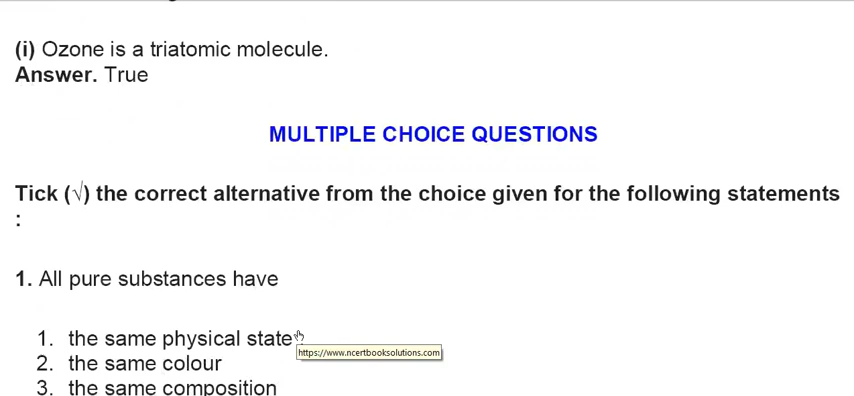 (i) Ozone is a triatomic molecule.
Answer. True
MULTIPLE CHOICE QUESTIONS
Tick (√) the correct alternative from the choice given for the following statements
:
1. All pure substances have
1. the same physical state
https://www.ncertbooksolutions.com
2. the same colour
3. the same composition